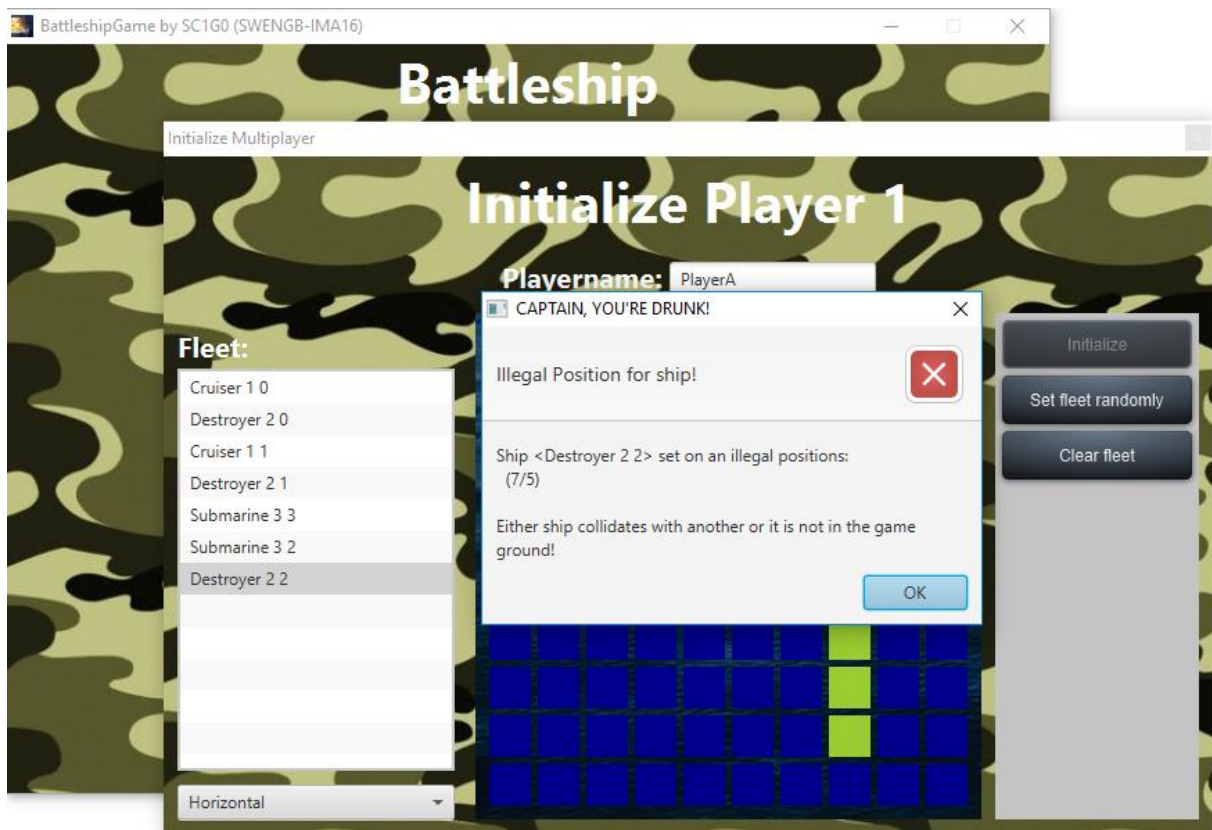 BattleshipGame by SC1G0 (SWENGB-IMA16)
Battleship
Initialize Multiplayer
Initialize Player 1
Playername: PlayerA
CAPTAIN, YOU'RE DRUNK!
Fleet:
Illegal Position for ship!
Initialize
Cruiser 1 0
Set fleet randomly
Destroyer 2 0
Cruiser 1 1
Ship <Destroyer 2 2> set on an illegal positions:
Clear fleet
(7/5)
Destroyer 2 1
Submarine 3 3
Either ship collidates with another or it is not in the game
ground!
Submarine 3 2
Destroyer 2 2
OK
Horizontal